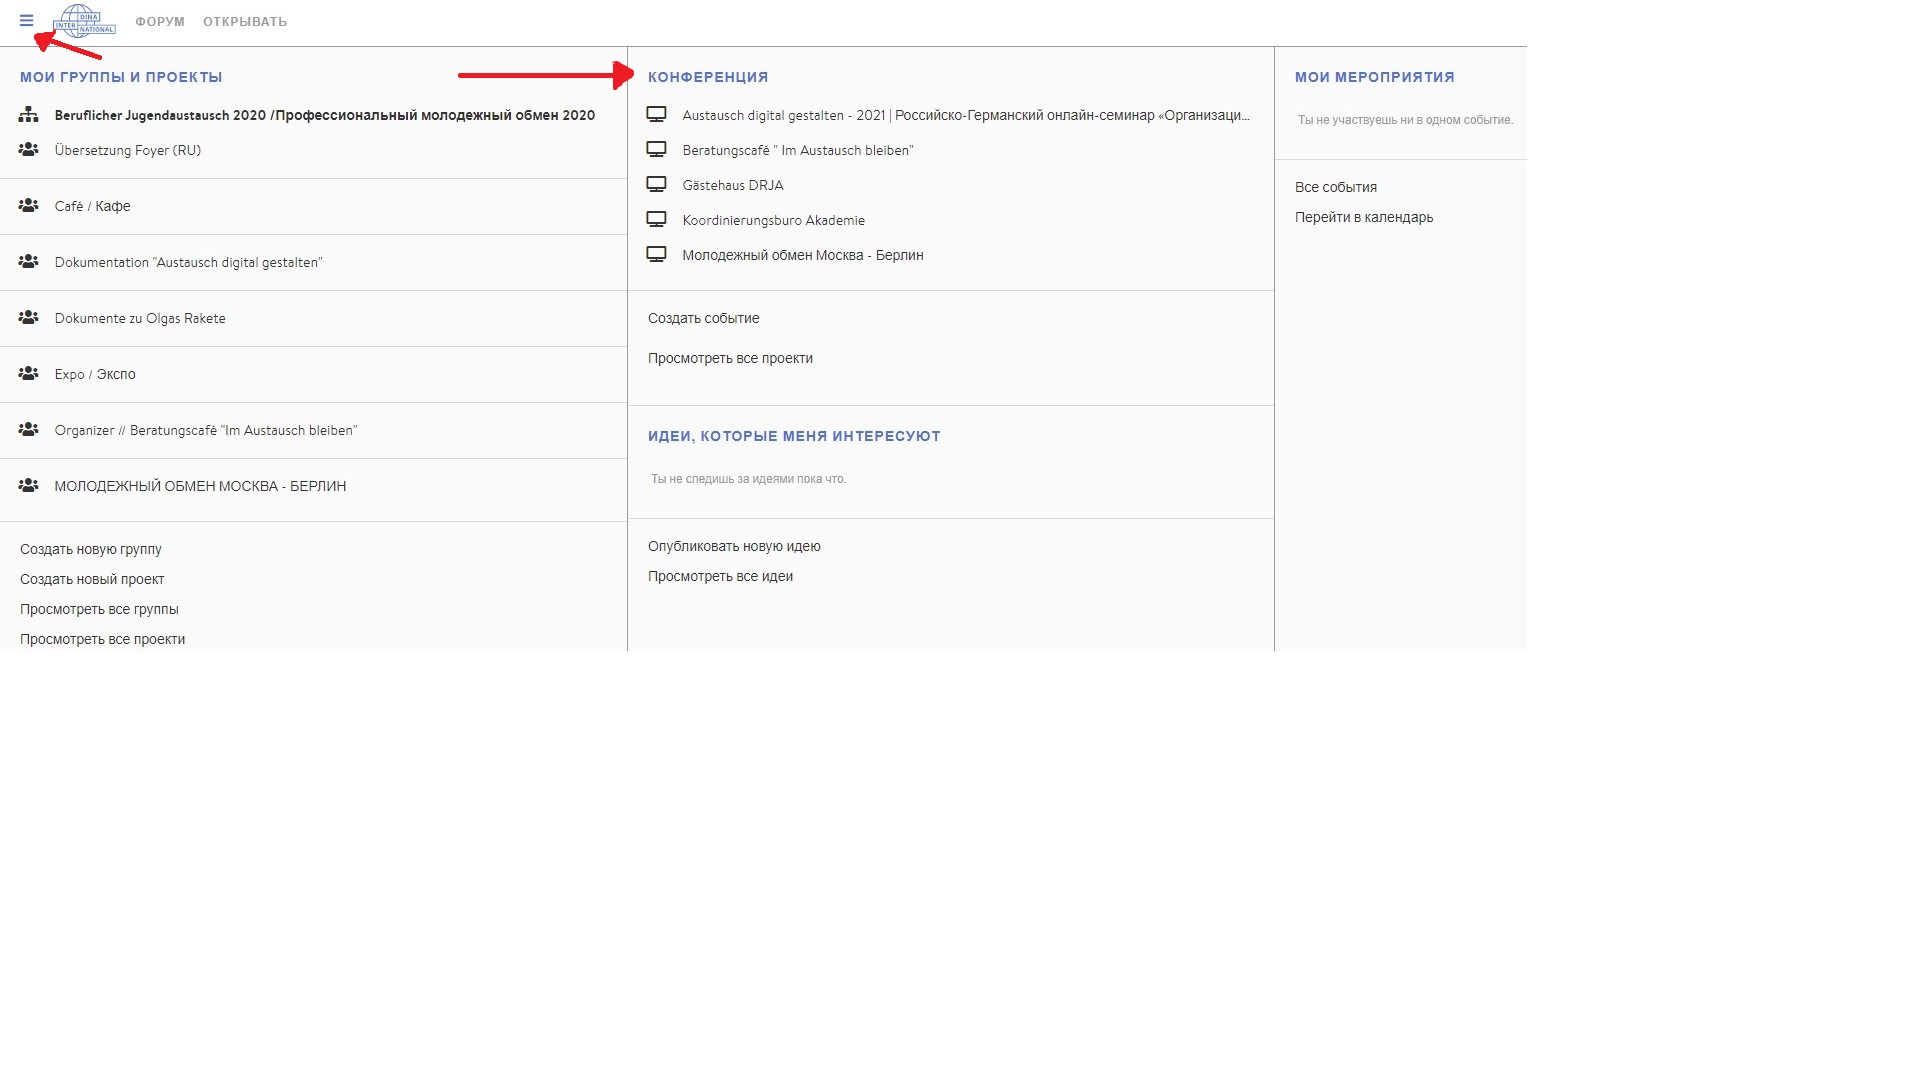 DINA
INTER
NATIONAL
ФОРУМ
ОТКРЫВАТЬ
МОИ ГРУППЫ И ПРОЕКТЫ
Beruflicher Jugendaustausch 2020 /Профессиональный молодежный обмен 2020
Übersetzung Foyer (RU)
Café / Кафе
Dokumentation "Austausch digital gestalten"
Dokumente zu Olgas Rakete
Expo / Экспо
Organizer // Beratungscafé "Im Austausch bleiben"
МОЛОДЕЖНЫЙ ОБМЕН МОСКВА - БЕРЛИН
Создать новую группу
Создать новый проект
Просмотреть все группы
Просмотреть все проекти
КОНФЕРЕНЦИЯ
Austausch digital gestalten - 2021 | Российско-Германский онлайн-семинар «Организаци...
Beratungscafé " Im Austausch bleiben"
Gästehaus DRJA
Koordinierungsburo Akademie
Молодежный обмен Москва - Берлин
Создать событие
Просмотреть все проекти
ИДЕИ, КОТОРЫЕ МЕНЯ ИНТЕРЕСУЮТ
Ты не следишь за идеями пока что.
Опубликовать новую идею
Просмотреть все идеи
МОИ МЕРОПРИЯТИЯ
Ты не участвуешь ни в одном событие.
Все события
Перейти в календарь